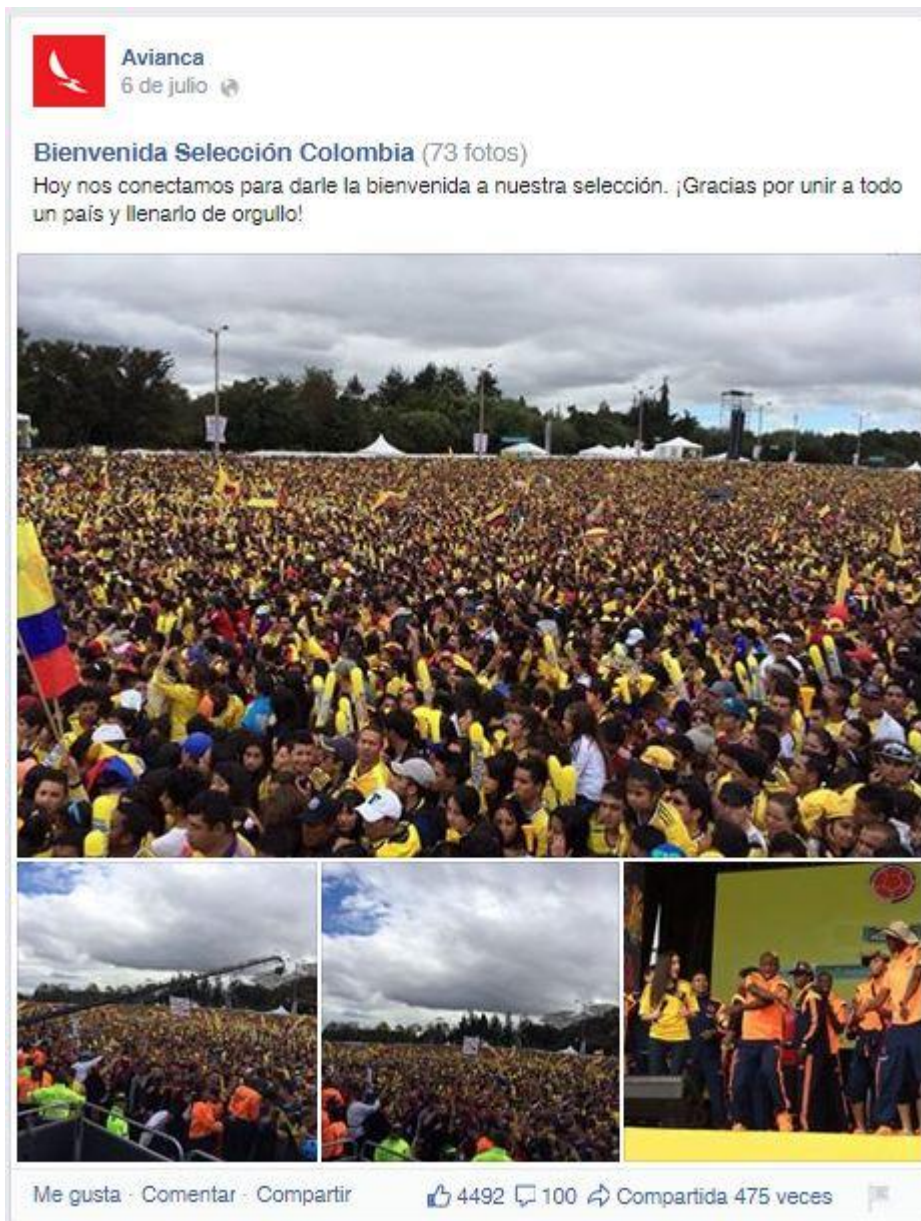 Avianca
6 de julio
Bienvenida Selección Colombia (73 fotos)
Hoy nos conectamos para darle la bienvenida a nuestra selección. ¡Gracias por unir a todo
un país y llenarlo de orgullo!
Me gusta · Comentar · Compartir 4492 100 Compartida 475 veces